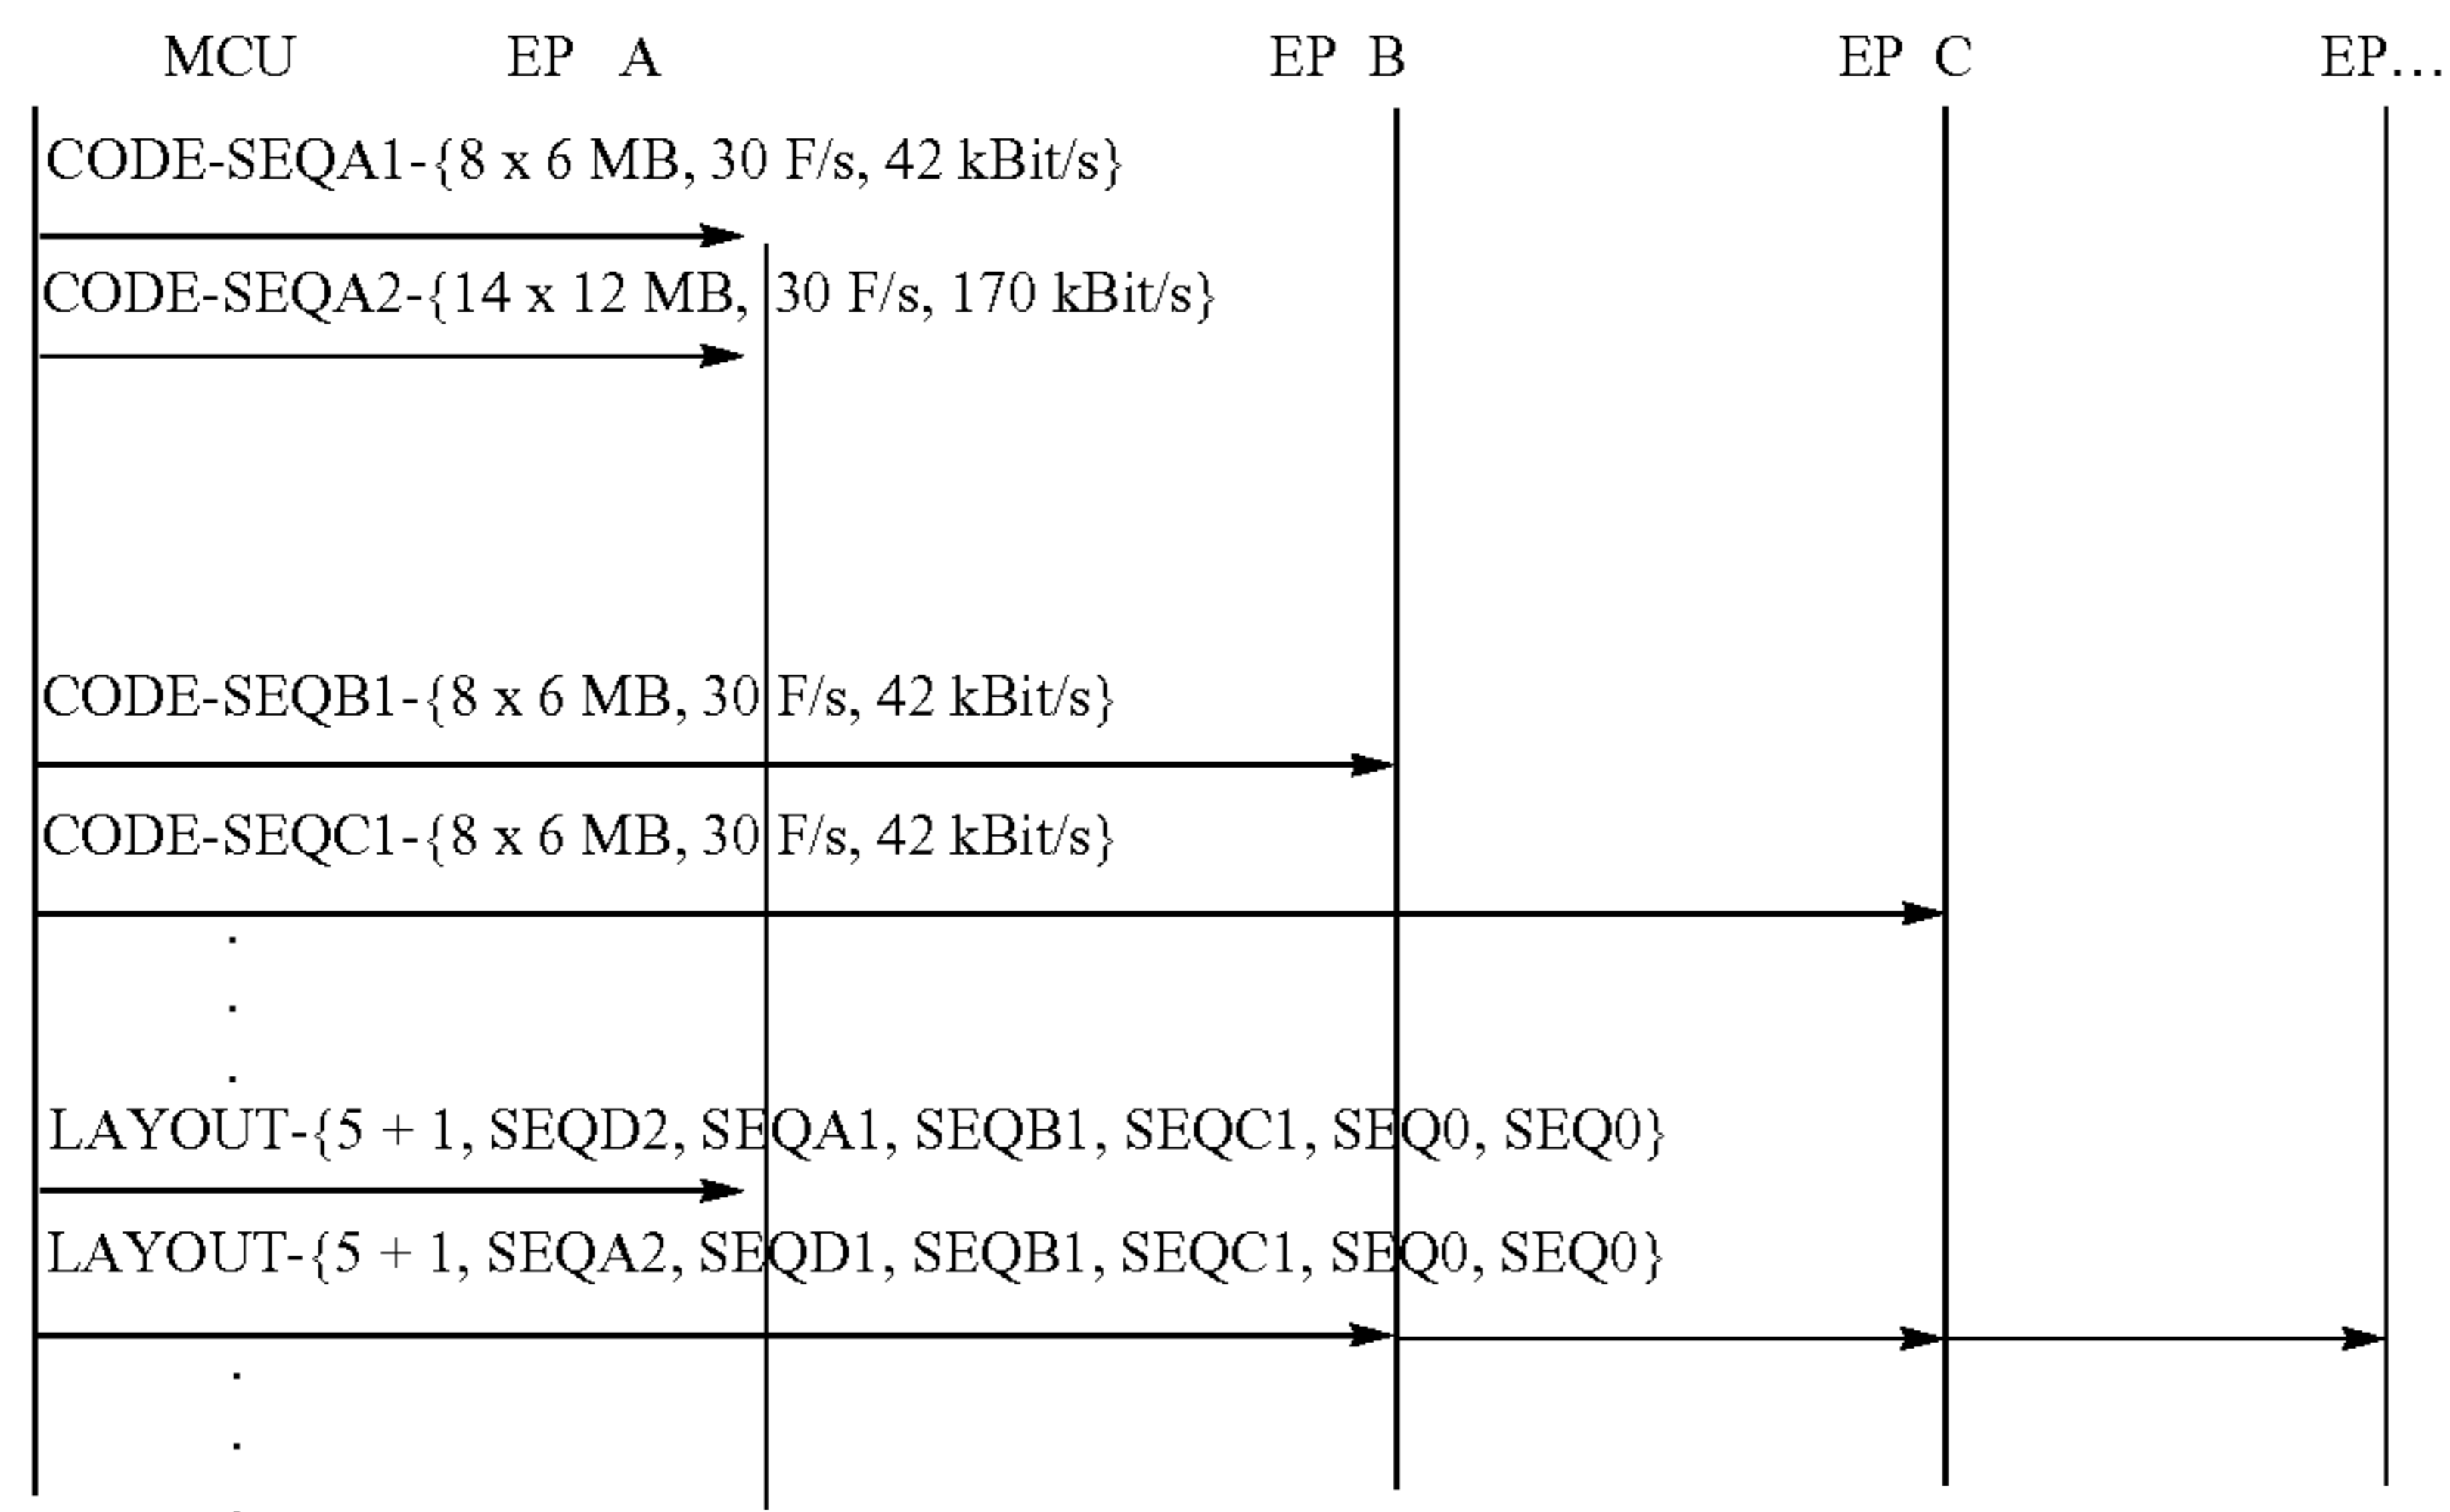 MCU EP A EP B EP C EP...
CODE-SEQA1-{8 x 6 MB, 30 F/s, 42 kBit/s}
CODE-SEQA2-{14 x 12 MB, 30 F/s, 170 kBit/s}
CODE-SEQB1-{8 x 6 MB, 30 F/s, 42 kBit/s}
CODE-SEQC1-{8 x 6 MB, 30 F/s, 42 kBit/s}
LAYOUT-{5 + 1, SEQD2, SEQA1, SEQB1, SEQC1, SEQ0, SEQ0}
LAYOUT-{5 + 1, SEQA2, SEQD1, SEQB1, SEQC1, SEQ0, SEQ0}